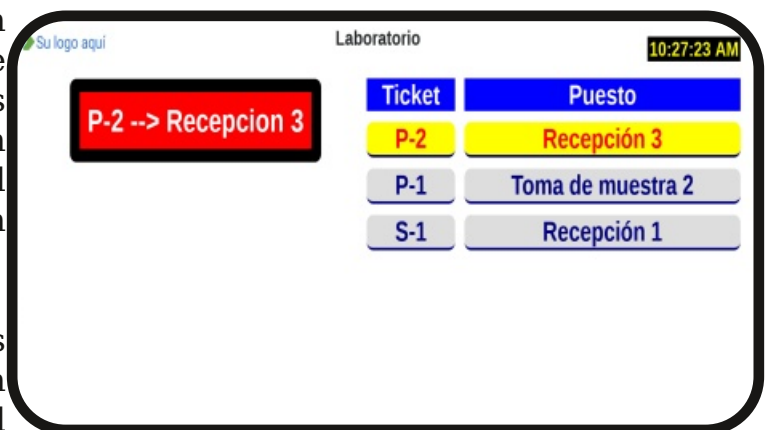 Su logo aquí
Laboratorio
10:27:23 AM
P-2 --> Recepcion 3
Ticket Puesto
P-2 Recepción 3
P-1 Toma de muestra 2
S-1 Recepción 1